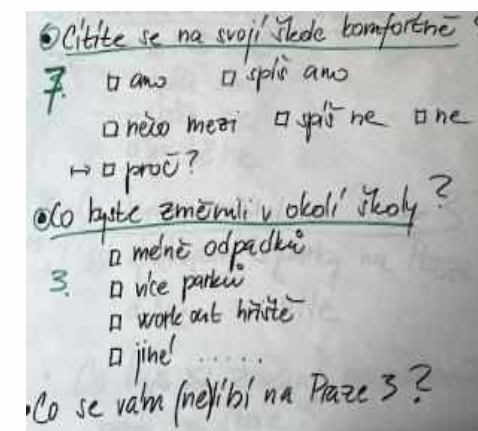 Cítíte se na svojí škole komfortně ?
7. □ ano □ spíš ano
□ něco mezi □ spíš ne □ ne
↦ □ proč?
Co byste změnili v okolí školy ?
□ méně odpadků
3. □ více parků
□ work out hřiště
□ jiné .....
Co se vám (ne)líbí na Praze 3 ?